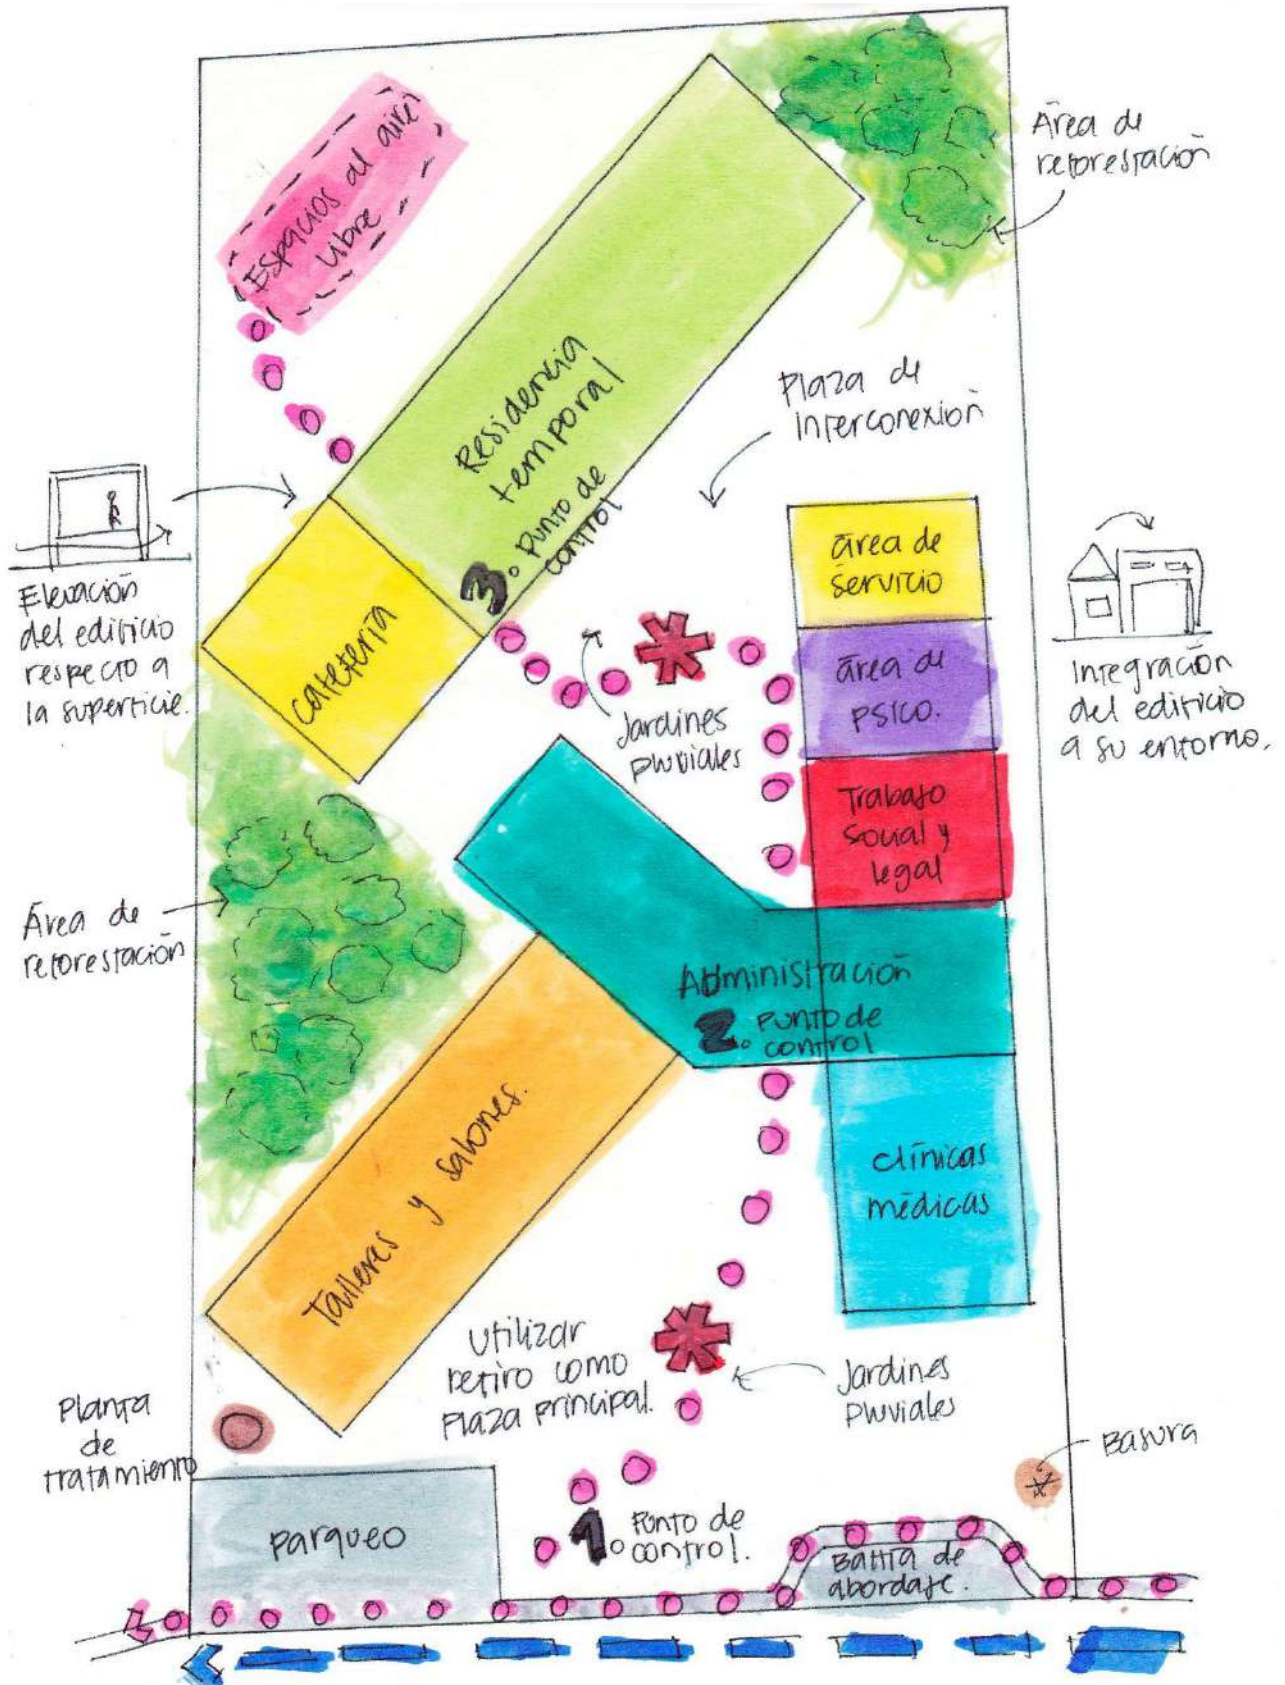 Espacios al aire
libre
Área de
reforestación
Residencia
temporal
3. Punto de
control
Plaza de
Interconexión
Elevación
del edificio
respecto a
la superficie.
Cafetería
área de
servicio
área de
psico.
Trabajo
social y
legal
Integración
del edificio
a su entorno.
Jardines
pluviales
Área de
reforestación
Administración
2. Punto de
control
clínicas
médicas
Talleres y salones.
Utilizar
retiro como
Plaza principal.
Jardines
Pluviales
Planta
de
tratamiento
Basura
parqueo
1. Punto de
control.
Bahía de
abordaje.